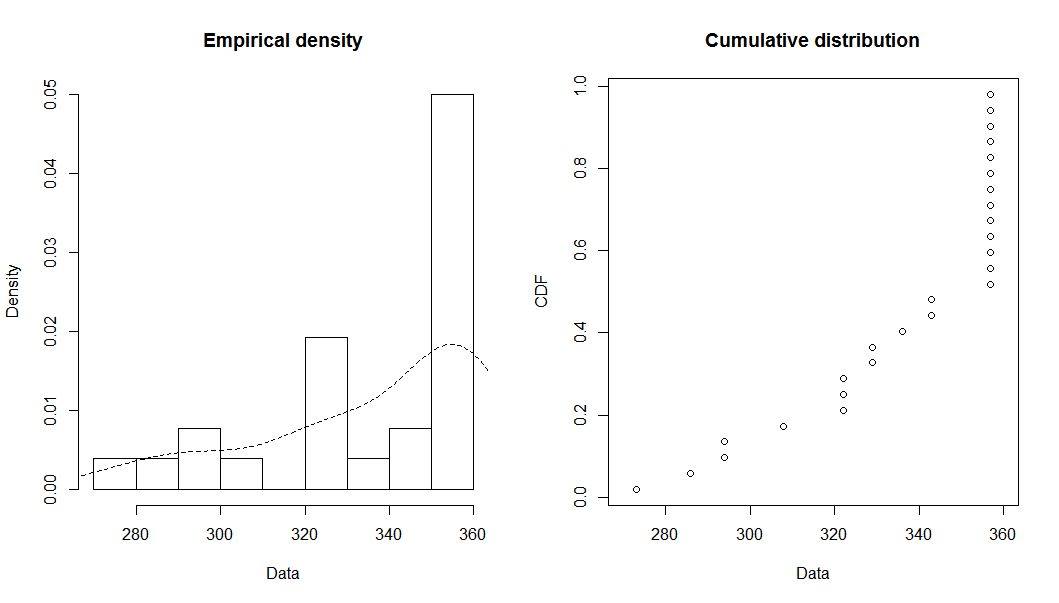 Empirical density
Density
0.00
0.01
0.02
0.03
0.04
0.05
280 300 320 340 360
Data
Cumulative distribution
CDF
0.0
0.2
0.4
0.6
0.8
1.0
280 300 320 340 360
Data